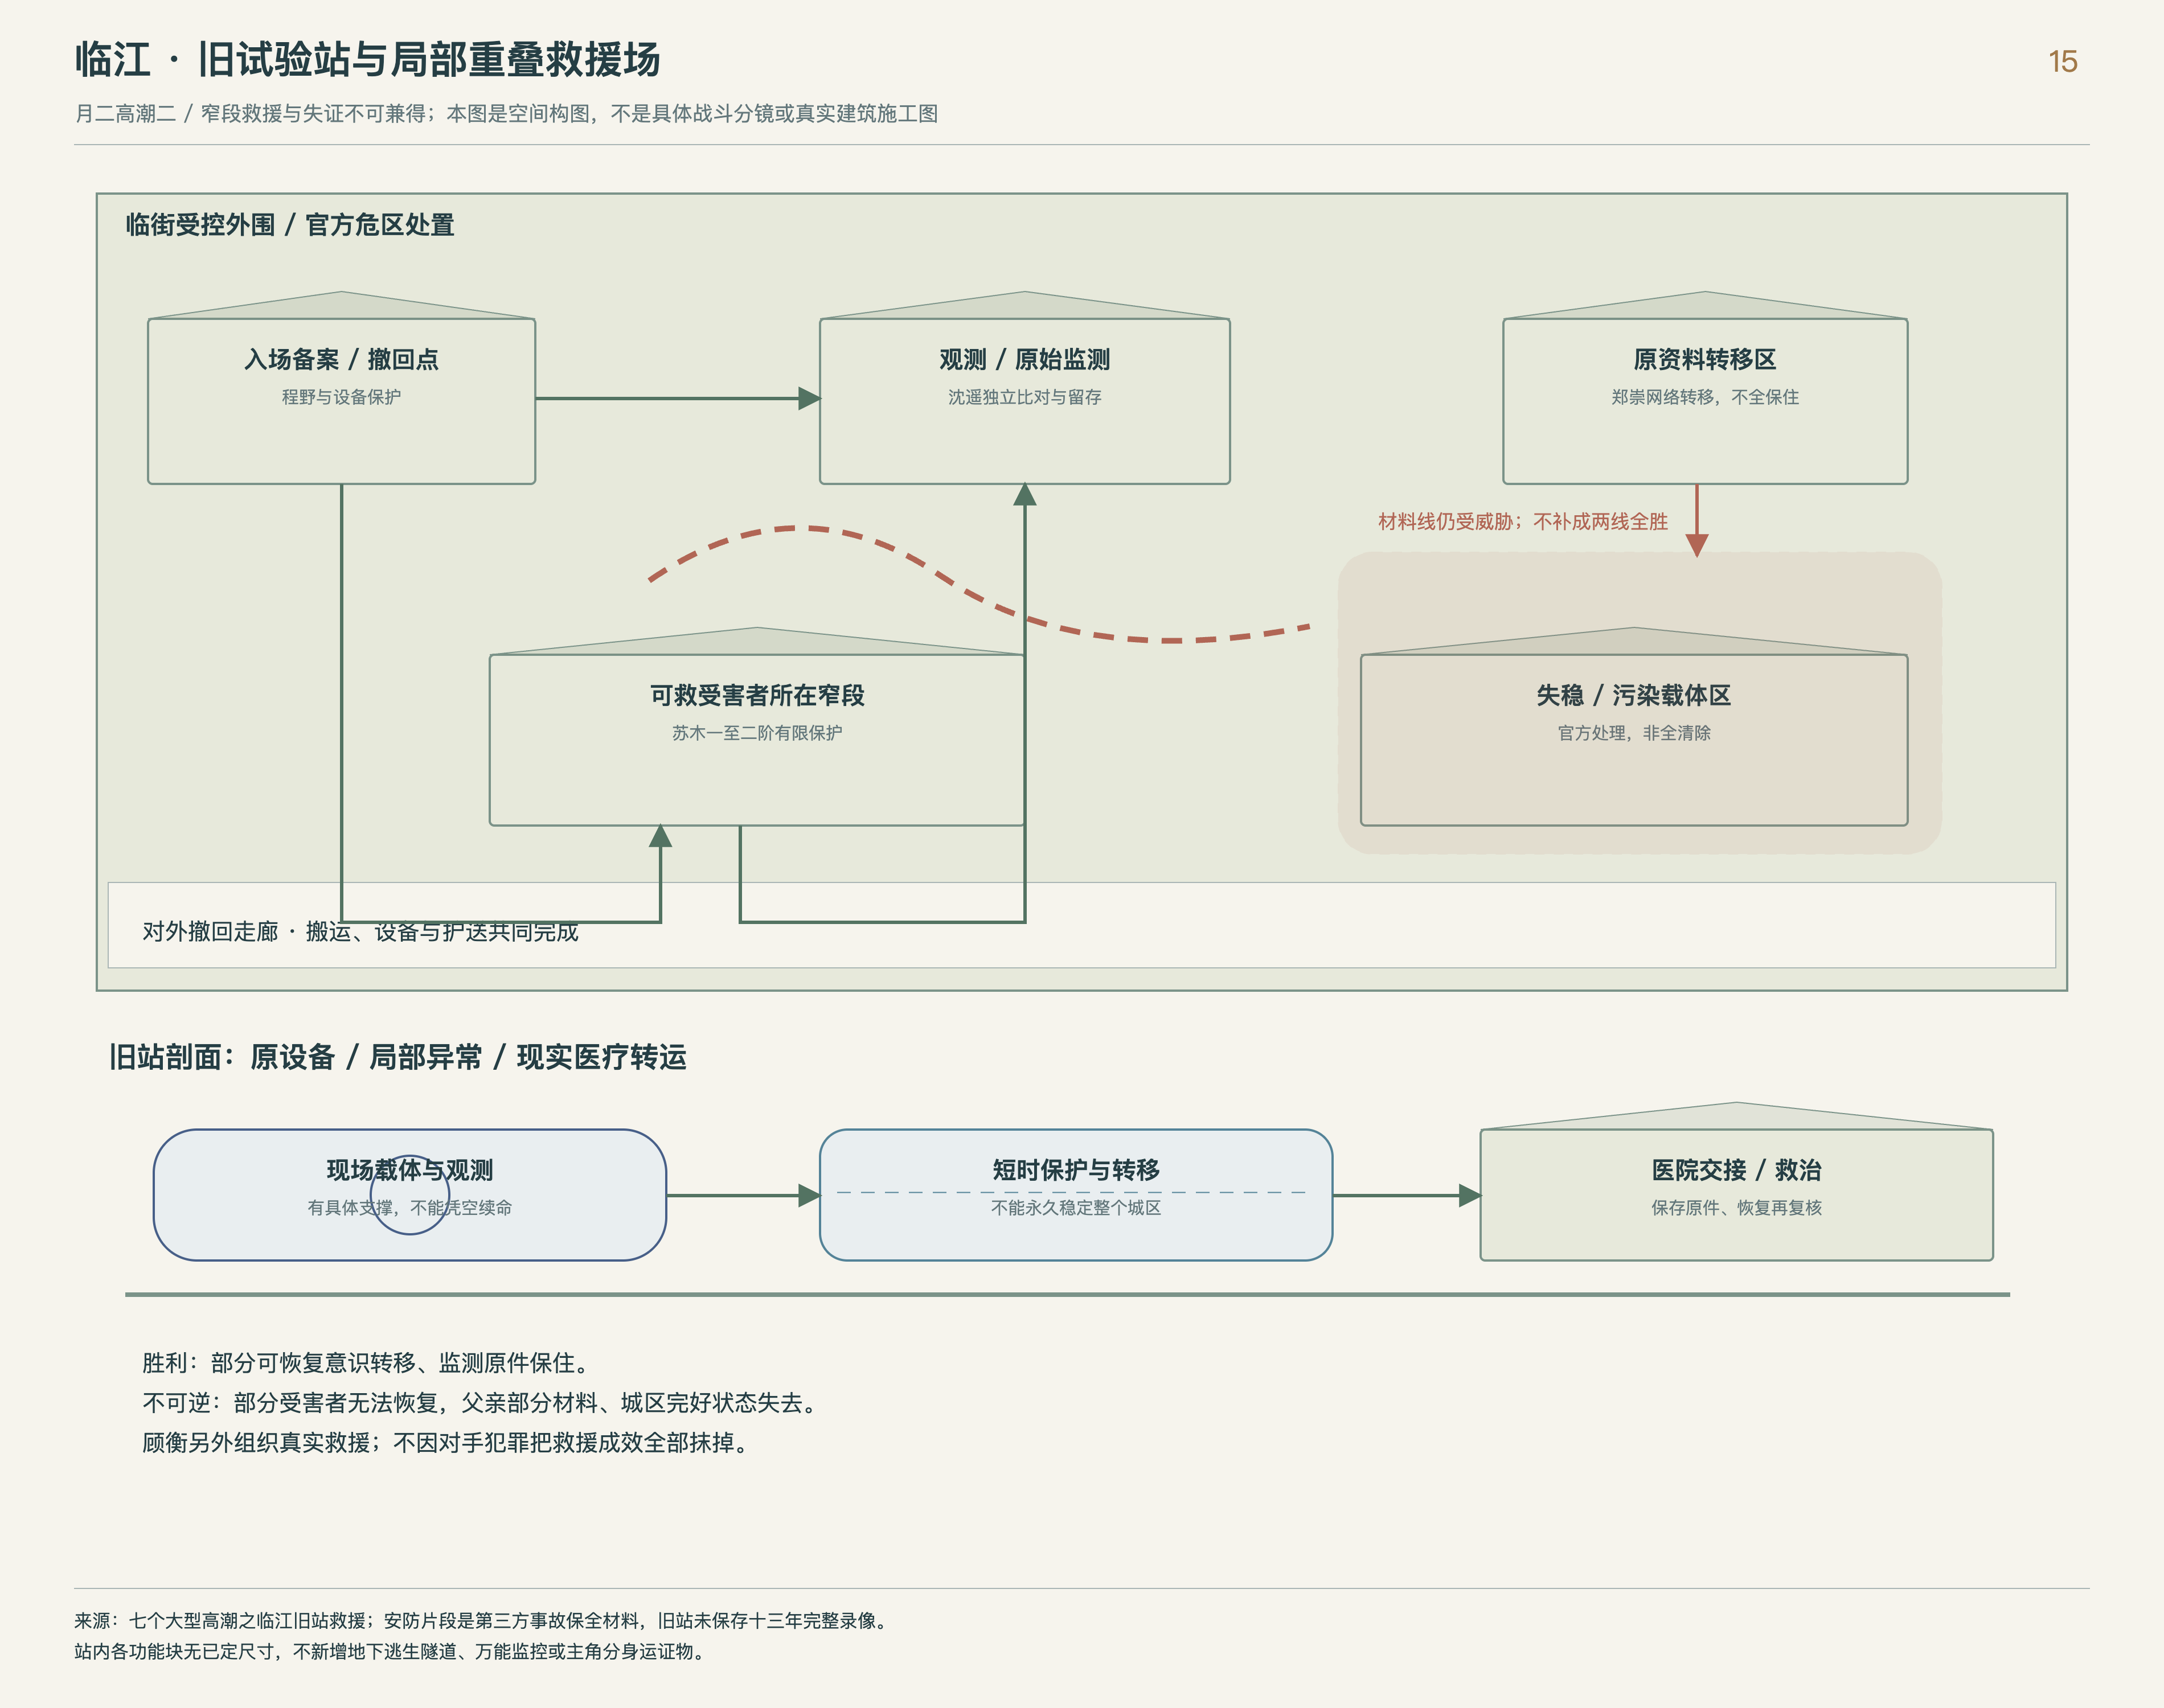 临江 · 旧试验站与局部重叠救援场
15
月二高潮二 / 窄段救援与失证不可兼得；本图是空间构图，不是具体战斗分镜或真实建筑施工图
临街受控外围 / 官方危区处置
入场备案 / 撤回点
程野与设备保护
观测 / 原始监测
沈遥独立比对与留存
原资料转移区
郑崇网络转移，不全保住
材料线仍受威胁；不补成两线全胜
可救受害者所在窄段
苏木一至二阶有限保护
失稳 / 污染载体区
官方处理，非全清除
对外撤回走廊 · 搬运、设备与护送共同完成
旧站剖面：原设备 / 局部异常 / 现实医疗转运
现场载体与观测
有具体支撑，不能凭空续命
短时保护与转移
不能永久稳定整个城区
医院交接 / 救治
保存原件、恢复再复核
胜利：部分可恢复意识转移、监测原件保住。
不可逆：部分受害者无法恢复，父亲部分材料、城区完好状态失去。
顾衡另外组织真实救援；不因对手犯罪把救援成效全部抹掉。
来源：七个大型高潮之临江旧站救援；安防片段是第三方事故保全材料，旧站未保存十三年完整录像。
站内各功能块无已定尺寸，不新增地下逃生隧道、万能监控或主角分身运证物。